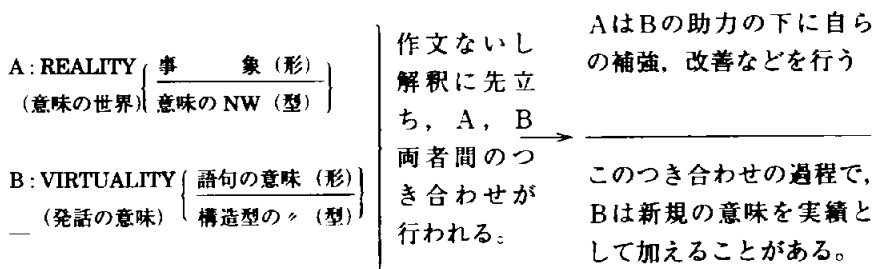 A : REALITY
(意味の世界)
事象（形）
意味の NW（型）
B : VIRTUALITY
(発話の意味)
語句の意味（形）
構造型の〃（型）
作文ないし
解釈に先立
ち，A，B
両者間のつ
き合わせが
行われる。
AはBの助力の下に自ら
の補強，改善などを行う
このつき合わせの過程で，
Bは新規の意味を実績と
して加えることがある。